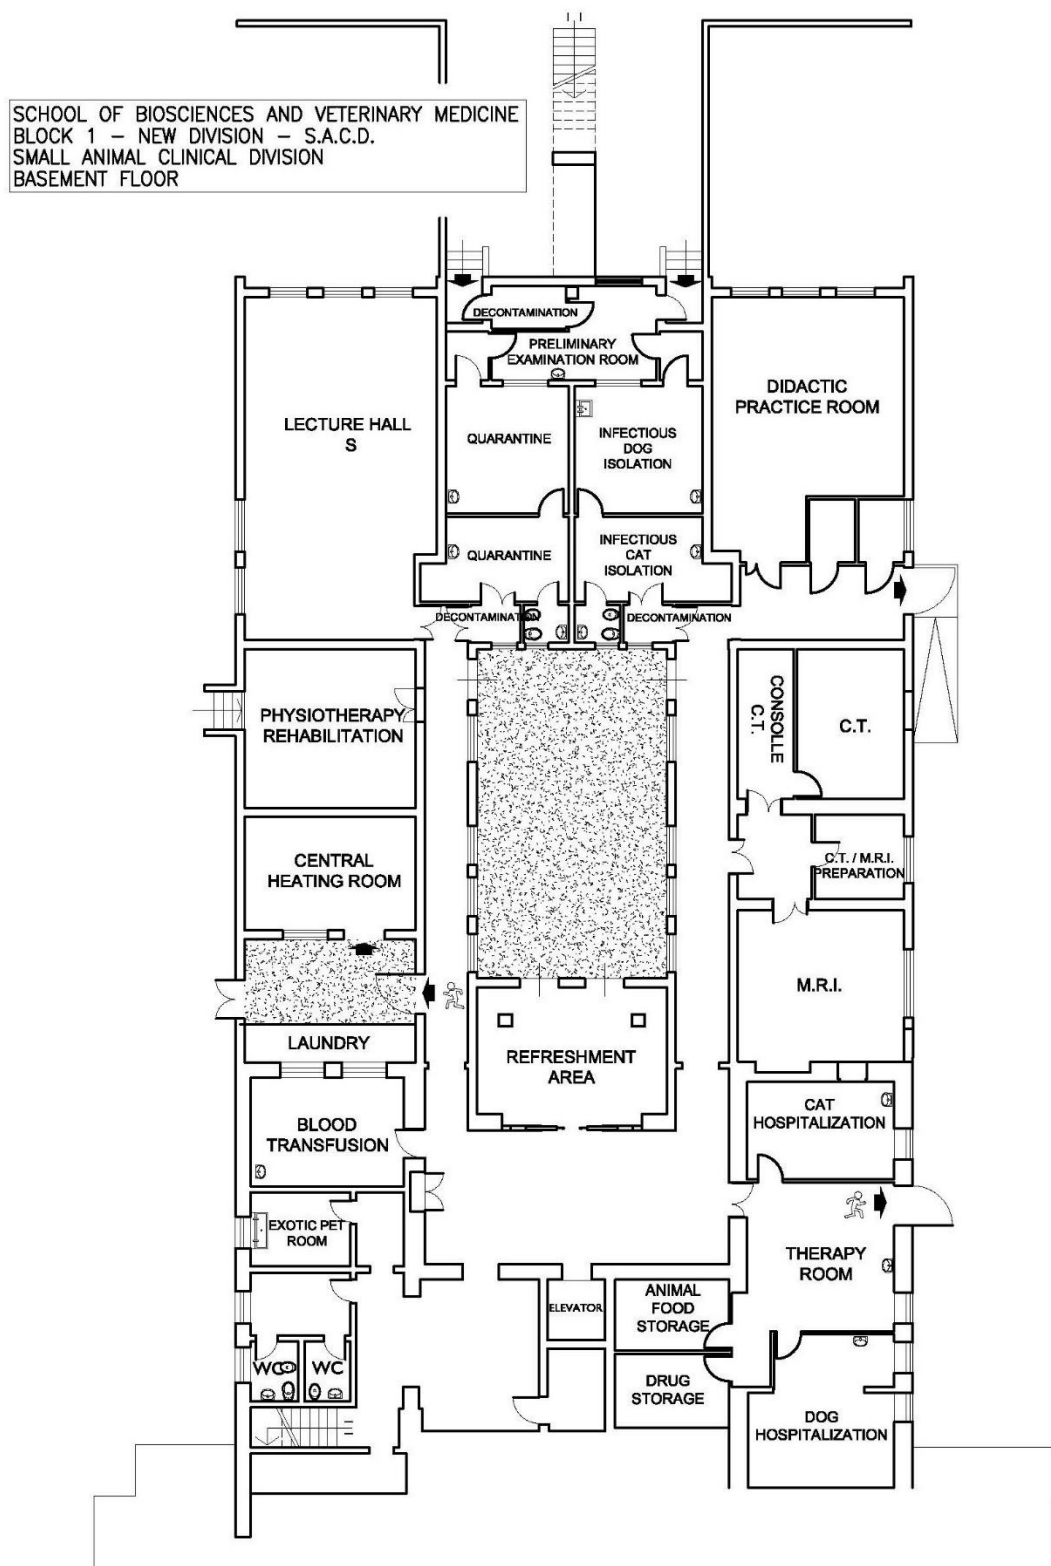 SCHOOL OF BIOSCIENCES AND VETERINARY MEDICINE
BLOCK 1 – NEW DIVISION – S.A.C.D.
SMALL ANIMAL CLINICAL DIVISION
BASEMENT FLOOR
DECONTAMINATION
PRELIMINARY
EXAMINATION ROOM
LECTURE HALL
S
QUARANTINE
INFECTIOUS
DOG
ISOLATION
DIDACTIC
PRACTICE ROOM
QUARANTINE
INFECTIOUS
CAT
ISOLATION
DECONTAMINATION
DECONTAMINATION
PHYSIOTHERAPY
REHABILITATION
CONSOLLE
C.T.
C.T.
CENTRAL
HEATING ROOM
C.T. / M.R.I.
PREPARATION
M.R.I.
LAUNDRY
REFRESHMENT
AREA
BLOOD
TRANSFUSION
CAT
HOSPITALIZATION
EXOTIC PET
ROOM
THERAPY
ROOM
ELEVATOR
ANIMAL
FOOD
STORAGE
WC
WC
DRUG
STORAGE
DOG
HOSPITALIZATION